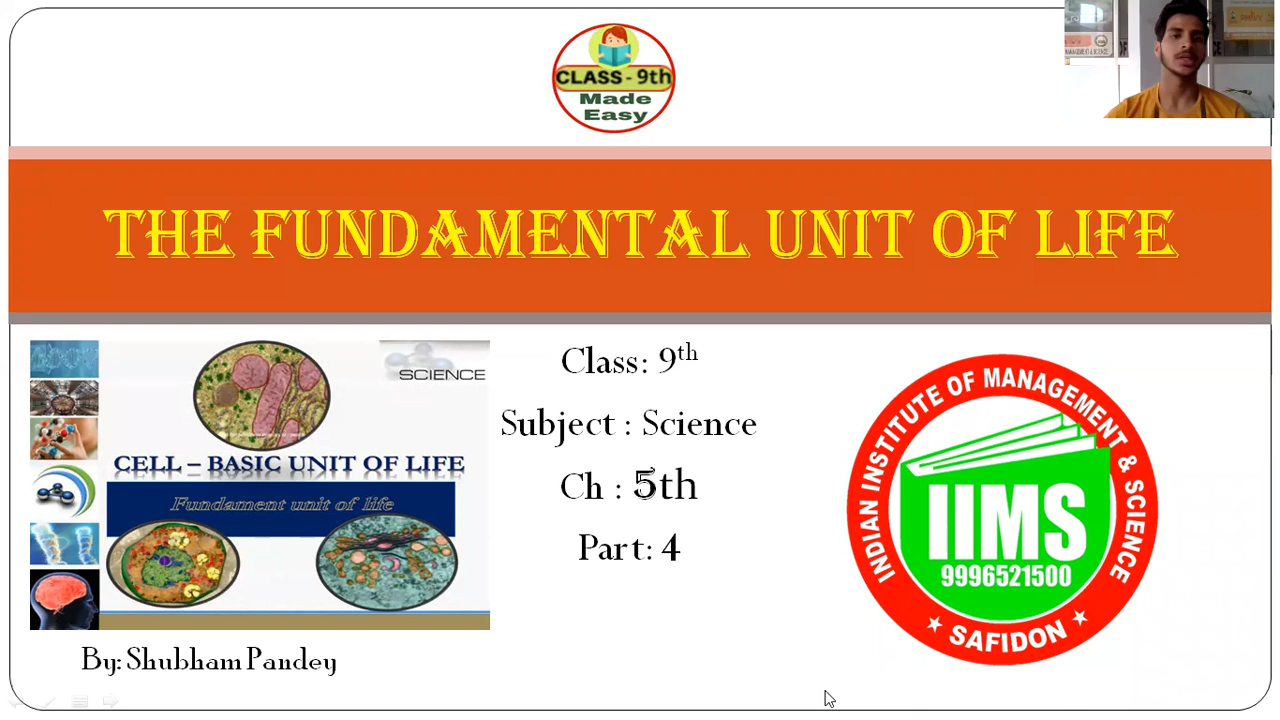 CLASS - 9th
Made
Easy
THE FUNDAMENTAL UNIT OF LIFE
SCIENCE
CELL – BASIC UNIT OF LIFE
Fundament unit of life
Class: 9th
Subject : Science
Ch : 5th
Part: 4
INDIAN INSTITUTE OF MANAGEMENT & SCIENCE
IIMS
9996521500
★ SAFIDON ★
By: Shubham Pandey